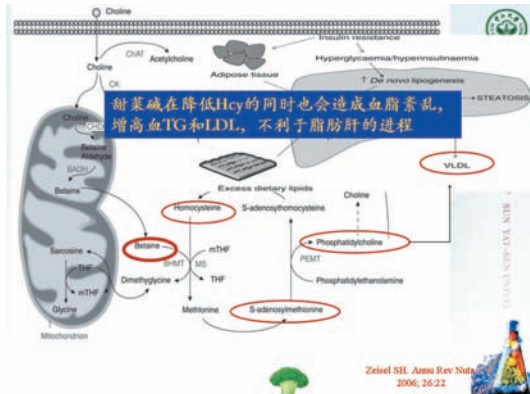 Choline
ChAT
Acetylcholine
Choline
CK
Insulin resistance
Adipose tissue
Hyperglycaemia/hyperinsulinaemia
↑ De novo lipogenesis
STEATOSIS
甜菜碱在降低Hcy的同时也会造成血脂紊乱，
增高血TG和LDL，不利于脂肪肝的进程
Choline
Betaine
Aldehyde
BADH
Betaine
VLDL
Excess dietary lipids
Homocysteine
S-adenosylhomocysteine
Choline
Sarcosine
Betaine
mTHF
Phosphatidylcholine
THF
BHMT
MS
PEMT
mTHF
Dimethylglycine
THF
Phosphatidylethanolamine
Glycine
Methionine
S-adenosylmethionine
Mitochondrion
Zeisel SH. Annu Rev Nutr
2006; 26:22